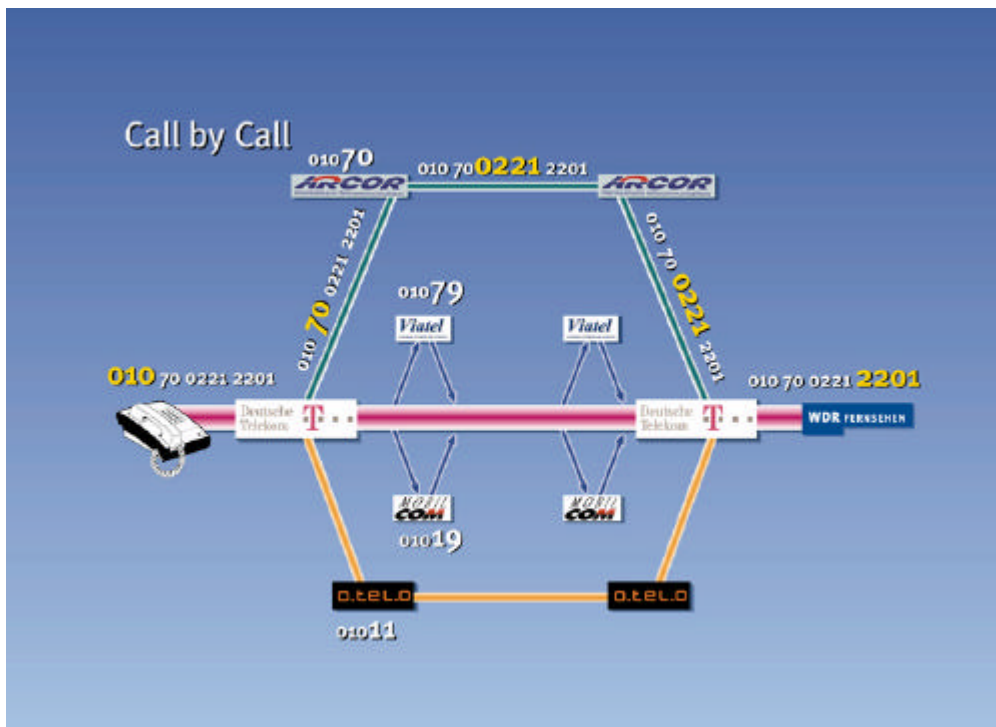 Call by Call
01070
ARCOR
010 70 0221 2201
ARCOR
010 70 0221 2201
010 70 0221 2201
01079
Viatel
Viatel
010 70 0221 2201
010 70 0221 2201
Deutsche
Telekom
T
Deutsche
Telekom
T
WDR FERNSEHEN
MOBIL
COM
MOBIL
COM
01019
o.tel.o
o.tel.o
01011